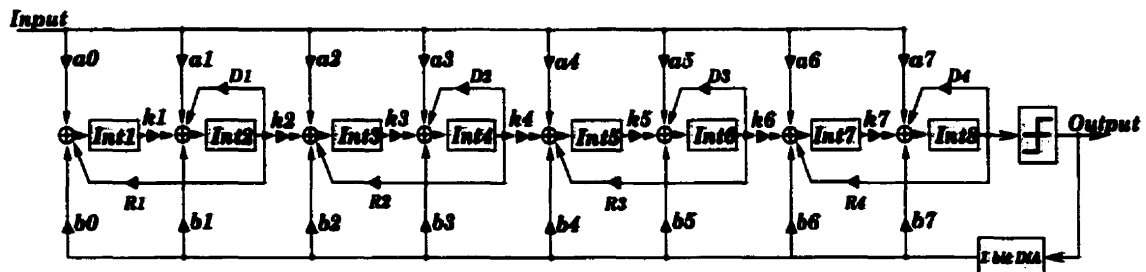 Input
a0 a1 a2 a3 a4 a5 a6 a7
D1 D2 D3 D4
Int1 k1 Int2 k2 Int3 k3 Int4 k4 Int5 k5 Int6 k6 Int7 k7 Int8 Output
R1 R2 R3 R4
b0 b1 b2 b3 b4 b5 b6 b7
1 bit D/A